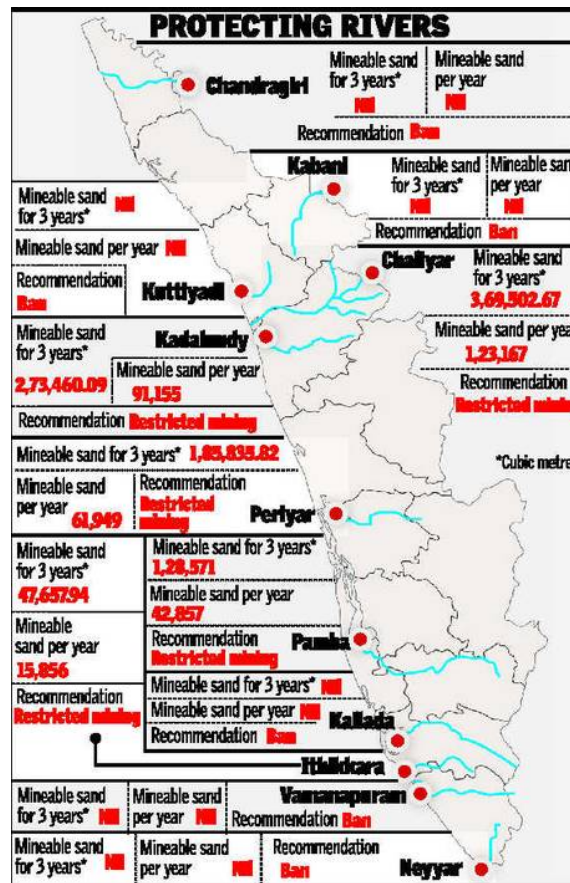 PROTECTING RIVERS
Chandragiri
Mineable sand
for 3 years*
Nil
Mineable sand
per year
Nil
Recommendation Ban
Kabani
Mineable sand
for 3 years*
Nil
Mineable san
per year
Nil
Recommendation Ban
Mineable sand
for 3 years* Nil
Mineable sand per year Nil
Recommendation
Ban
Kuttiyadi
Chaliyar
Mineable sand
for 3 years*
3,69,502.67
Mineable sand per year
1,23,167
Recommendation
Restricted minin
Kadalundy
Mineable sand
for 3 years*
2,73,460.09
Mineable sand per year
91,155
Recommendation Restricted mining
*Cubic metre
Mineable sand for 3 years* 1,85,835.82
Mineable sand
per year 61,949
Recommendation
Restricted
mining
Periyar
Mineable sand for 3 years*
1,28,571
Mineable sand per year
42,857
Recommendation
Restricted mining
Pamba
Mineable sand for 3 years* Nil
Mineable sand per year Nil
Recommendation Ban
Kallada
Mineable sand
for 3 years*
47,657.94
Mineable
sand per year
15,856
Recommendation
Restricted mining
Ithikkara
Vamanapuram
Mineable sand
for 3 years* Nil
Mineable sand
per year Nil
Recommendation Ban
Mineable sand
for 3 years* Nil
Mineable sand
per year Nil
Recommendation
Ban
Neyyar